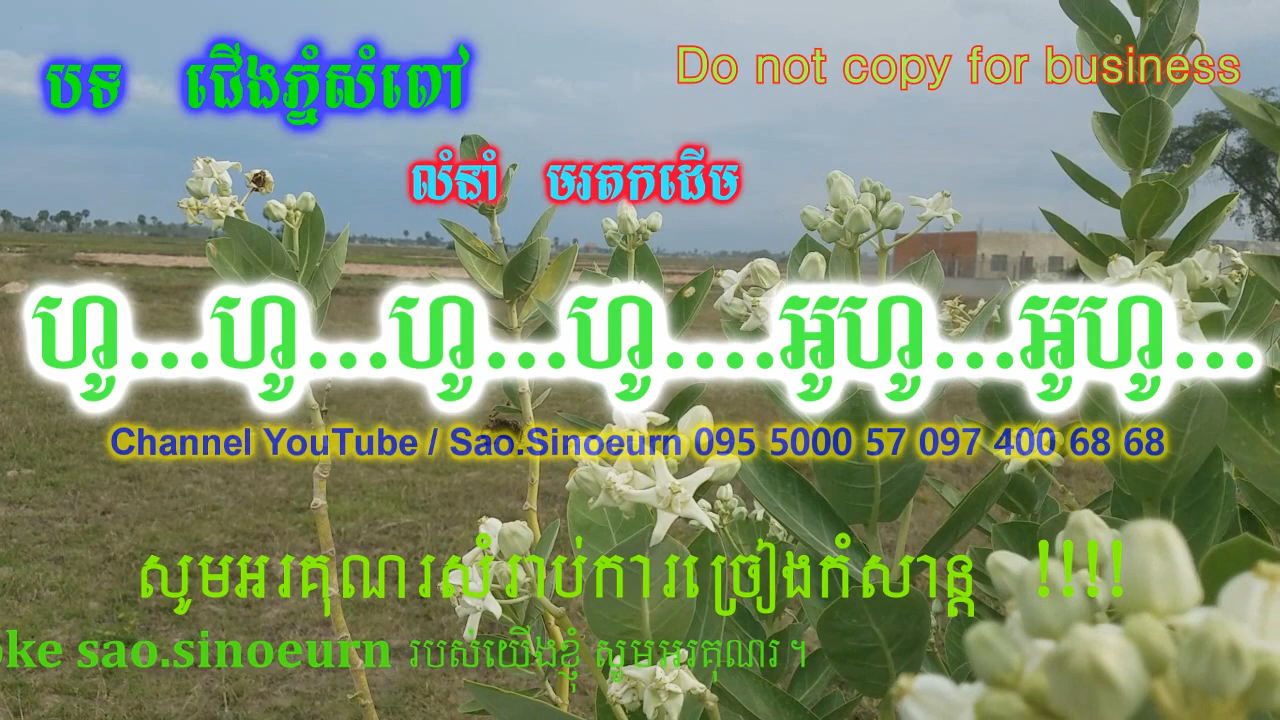 បទ ជើងភ្នំសំពៅ
Do not copy for business
លំនាំ មរតកដើម
ហូ...ហូ...ហូ...ហូ....អូហូ...អូហូ...
Channel YouTube / Sao.Sinoeurn 095 5000 57 097 400 68 68
សូមអរគុណរសំរាប់ការច្រៀងកំសាន្ត !!!!
oke sao.sinoeurn របស់យើងខ្ញុំ សូមអរគុណរ។